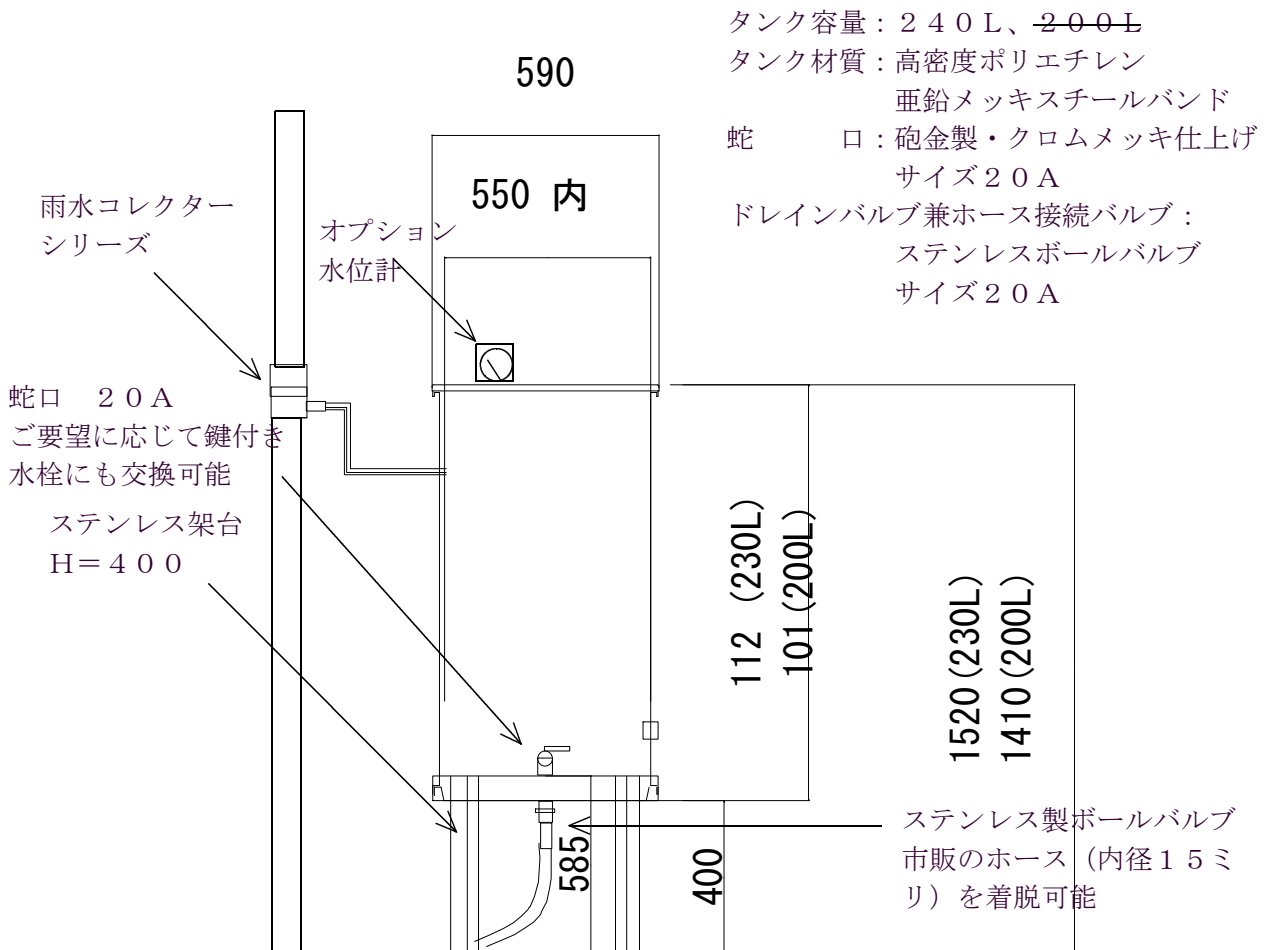 タンク容量：２４０Ｌ、２００Ｌ
タンク材質：高密度ポリエチレン
亜鉛メッキスチールバンド
蛇　　　口：砲金製・クロムメッキ仕上げ
サイズ２０Ａ
ドレインバルブ兼ホース接続バルブ：
ステンレスボールバルブ
サイズ２０Ａ
590
550 内
雨水コレクター
シリーズ
オプション
水位計
蛇口　２０Ａ
ご要望に応じて鍵付き
水栓にも交換可能
ステンレス架台
Ｈ＝４００
112 (230L)
101(200L)
1520(230L)
1410(200L)
585
400
ステンレス製ボールバルブ
市販のホース（内径１５ミ
リ）を着脱可能